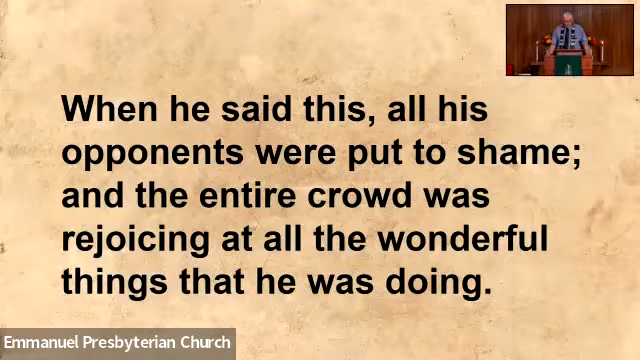 When he said this, all his
opponents were put to shame;
and the entire crowd was
rejoicing at all the wonderful
things that he was doing.
Emmanuel Presbyterian Church